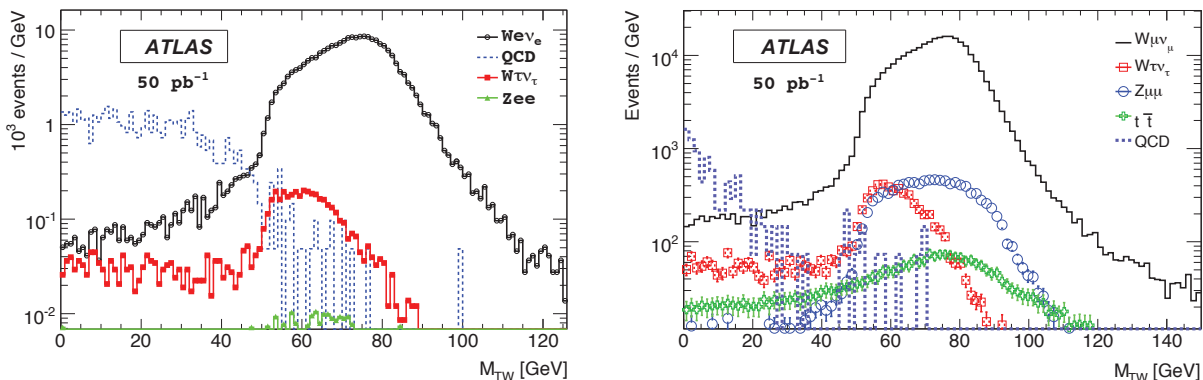 10³ events / GeV
10
1
10⁻¹
10⁻²
ATLAS
50 pb⁻¹
Weνₑ
QCD
Wτν_τ
Zee
0 20 40 60 80 100 120
M_TW [GeV]
Events / GeV
10⁴
10³
10²
ATLAS
50 pb⁻¹
Wμν_μ
Wτν_τ
Zμμ
t t̅
QCD
0 20 40 60 80 100 120 140
M_TW [GeV]